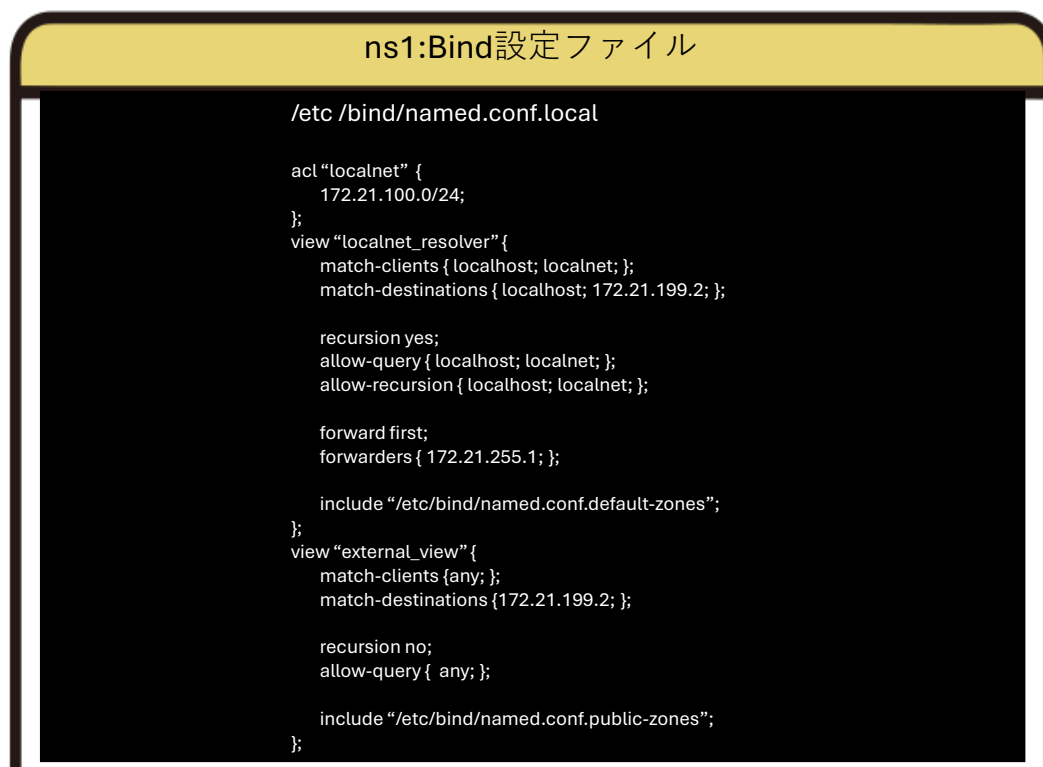 ns1:Bind設定ファイル
/etc /bind/named.conf.local
acl “localnet” {
172.21.100.0/24;
};
view “localnet_resolver” {
match-clients { localhost; localnet; };
match-destinations { localhost; 172.21.199.2; };
recursion yes;
allow-query { localhost; localnet; };
allow-recursion { localhost; localnet; };
forward first;
forwarders { 172.21.255.1; };
include “/etc/bind/named.conf.default-zones”;
};
view “external_view” {
match-clients {any; };
match-destinations {172.21.199.2; };
recursion no;
allow-query { any; };
include “/etc/bind/named.conf.public-zones”;
};